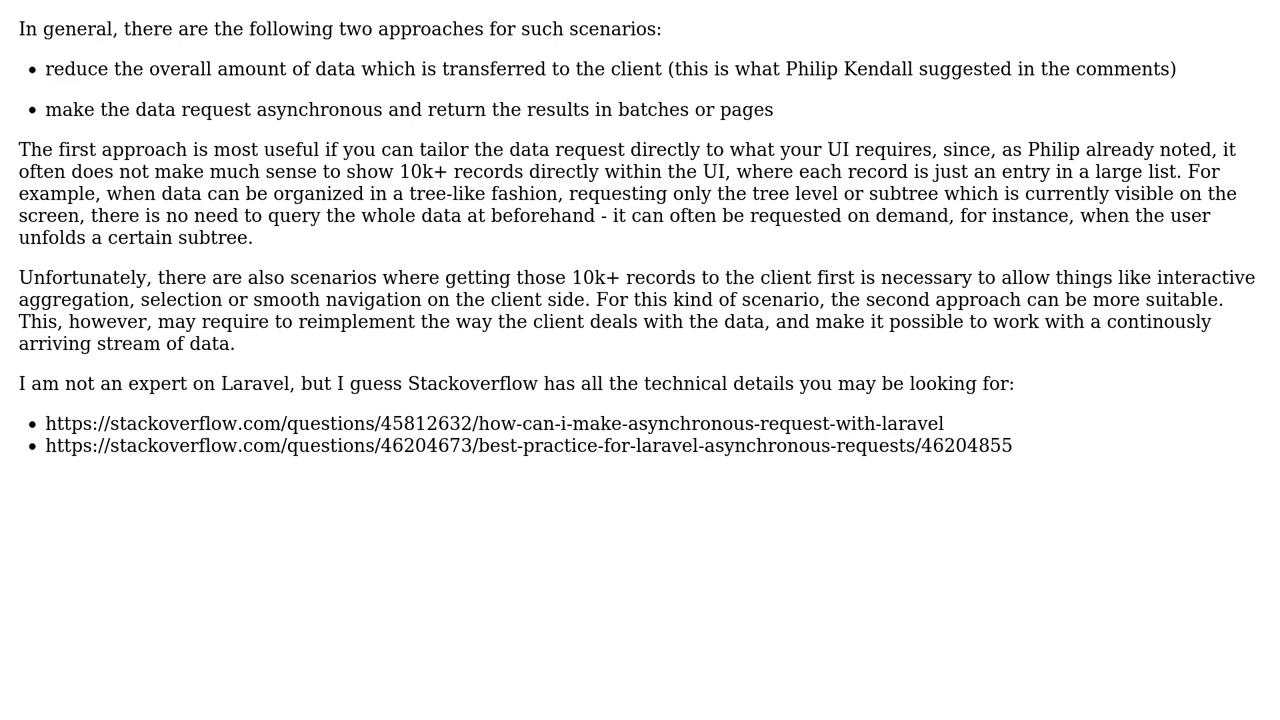 In general, there are the following two approaches for such scenarios:
• reduce the overall amount of data which is transferred to the client (this is what Philip Kendall suggested in the comments)
• make the data request asynchronous and return the results in batches or pages
The first approach is most useful if you can tailor the data request directly to what your UI requires, since, as Philip already noted, it
often does not make much sense to show 10k+ records directly within the UI, where each record is just an entry in a large list. For
example, when data can be organized in a tree-like fashion, requesting only the tree level or subtree which is currently visible on the
screen, there is no need to query the whole data at beforehand - it can often be requested on demand, for instance, when the user
unfolds a certain subtree.
Unfortunately, there are also scenarios where getting those 10k+ records to the client first is necessary to allow things like interactive
aggregation, selection or smooth navigation on the client side. For this kind of scenario, the second approach can be more suitable.
This, however, may require to reimplement the way the client deals with the data, and make it possible to work with a continously
arriving stream of data.
I am not an expert on Laravel, but I guess Stackoverflow has all the technical details you may be looking for:
• https://stackoverflow.com/questions/45812632/how-can-i-make-asynchronous-request-with-laravel
• https://stackoverflow.com/questions/46204673/best-practice-for-laravel-asynchronous-requests/46204855